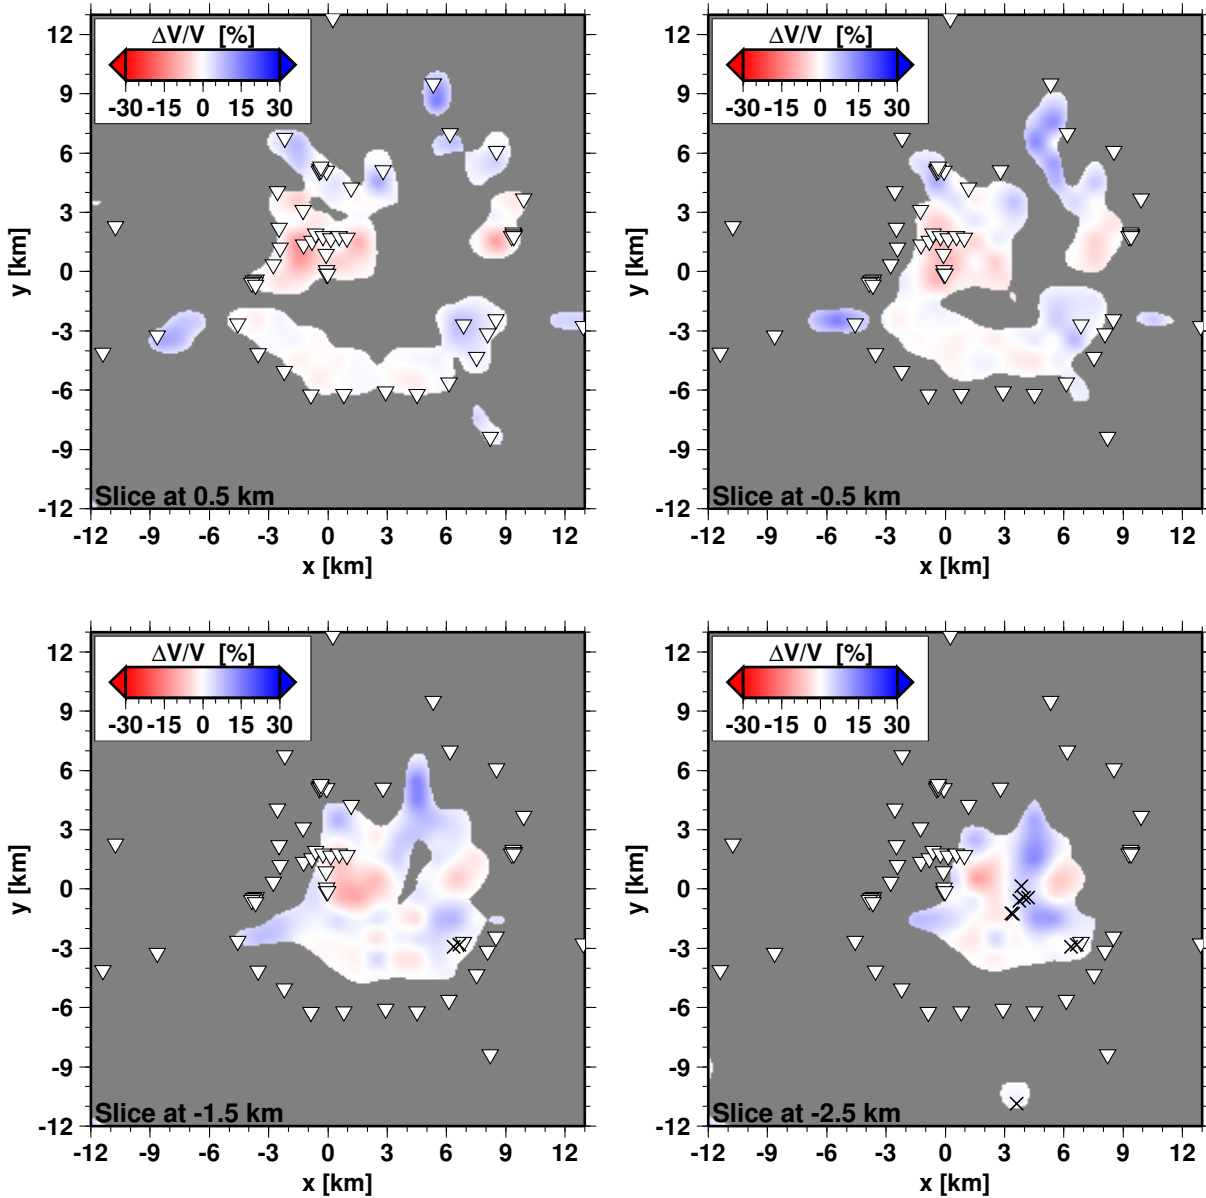 ΔV/V [%]
-30 -15 0 15 30
12
9
6
3
0
-3
-6
-9
-12
y [km]
Slice at 0.5 km
-12 -9 -6 -3 0 3 6 9 12
x [km]
ΔV/V [%]
-30 -15 0 15 30
12
9
6
3
0
-3
-6
-9
-12
y [km]
Slice at -0.5 km
-12 -9 -6 -3 0 3 6 9 12
x [km]
ΔV/V [%]
-30 -15 0 15 30
12
9
6
3
0
-3
-6
-9
-12
y [km]
Slice at -1.5 km
-12 -9 -6 -3 0 3 6 9 12
x [km]
ΔV/V [%]
-30 -15 0 15 30
12
9
6
3
0
-3
-6
-9
-12
y [km]
Slice at -2.5 km
-12 -9 -6 -3 0 3 6 9 12
x [km]